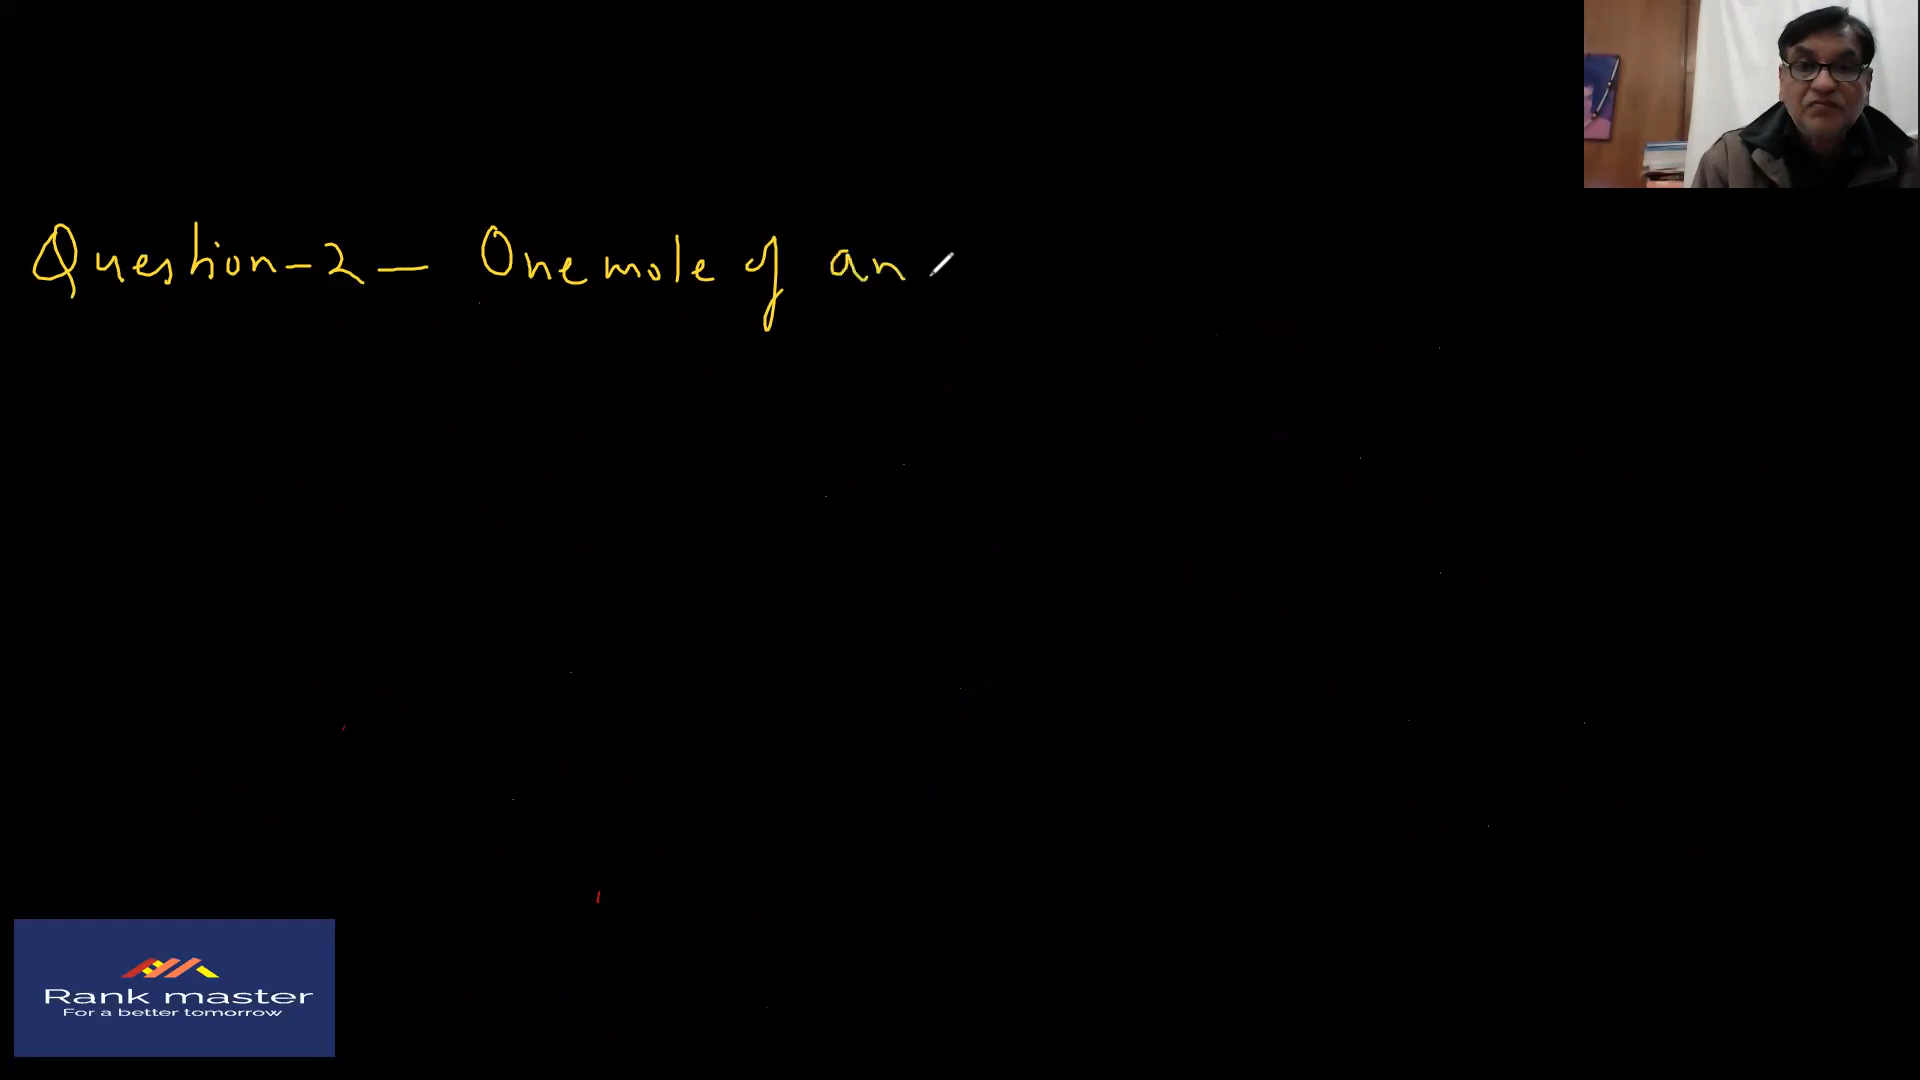 Question-2 — One mole of an
Rank master
For a better tomorrow